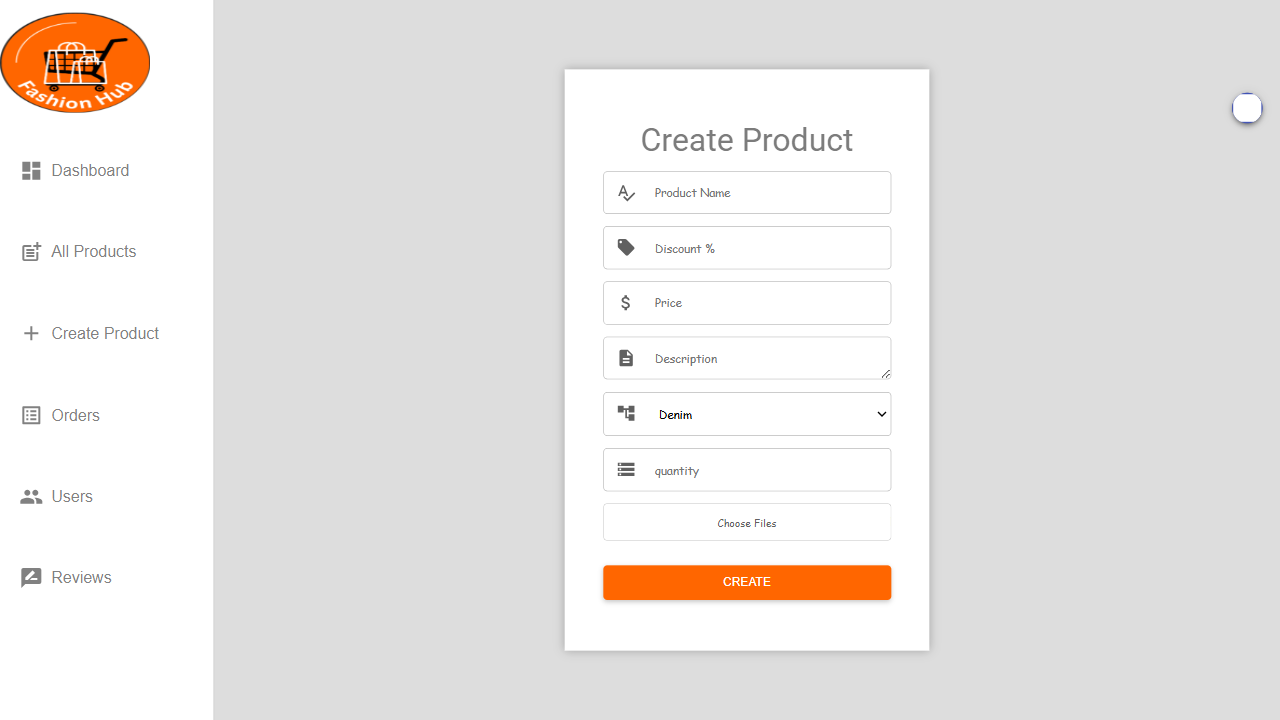 Fashion Hub
Dashboard
All Products
Create Product
Orders
Users
Reviews
Create Product
Product Name
Discount %
Price
Description
Denim
quantity
Choose Files
CREATE